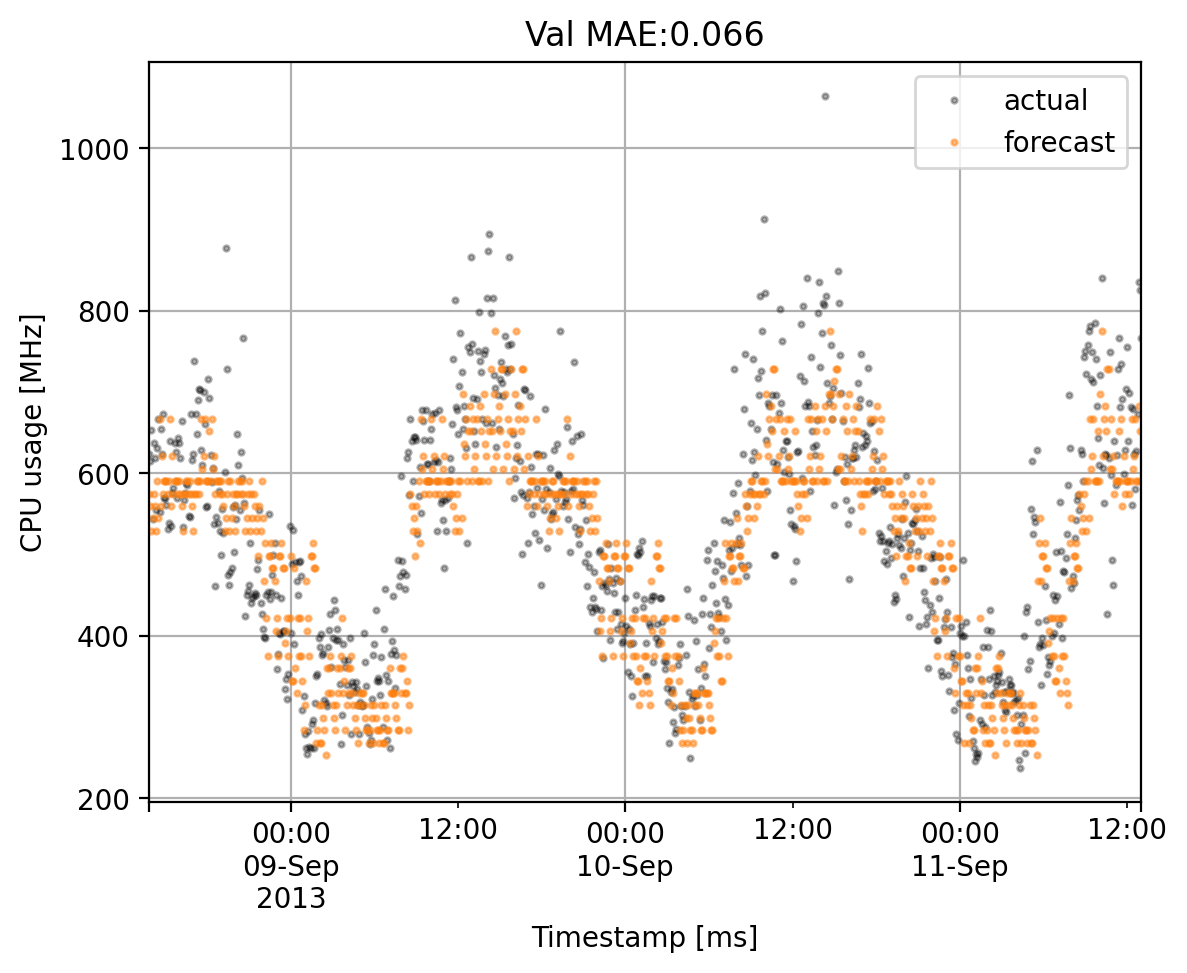 Val MAE:0.066
actual
forecast
1000
800
600
400
200
CPU usage [MHz]
00:00 12:00 00:00 12:00 00:00 12:00
09-Sep 10-Sep 11-Sep
2013
Timestamp [ms]